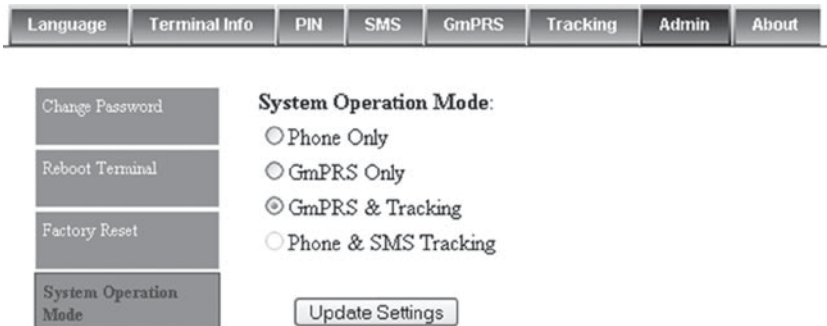 Language Terminal Info PIN SMS GmPRS Tracking Admin About
Change Password
Reboot Terminal
Factory Reset
System Operation
Mode
System Operation Mode:
Phone Only
GmPRS Only
GmPRS & Tracking
Phone & SMS Tracking
Update Settings